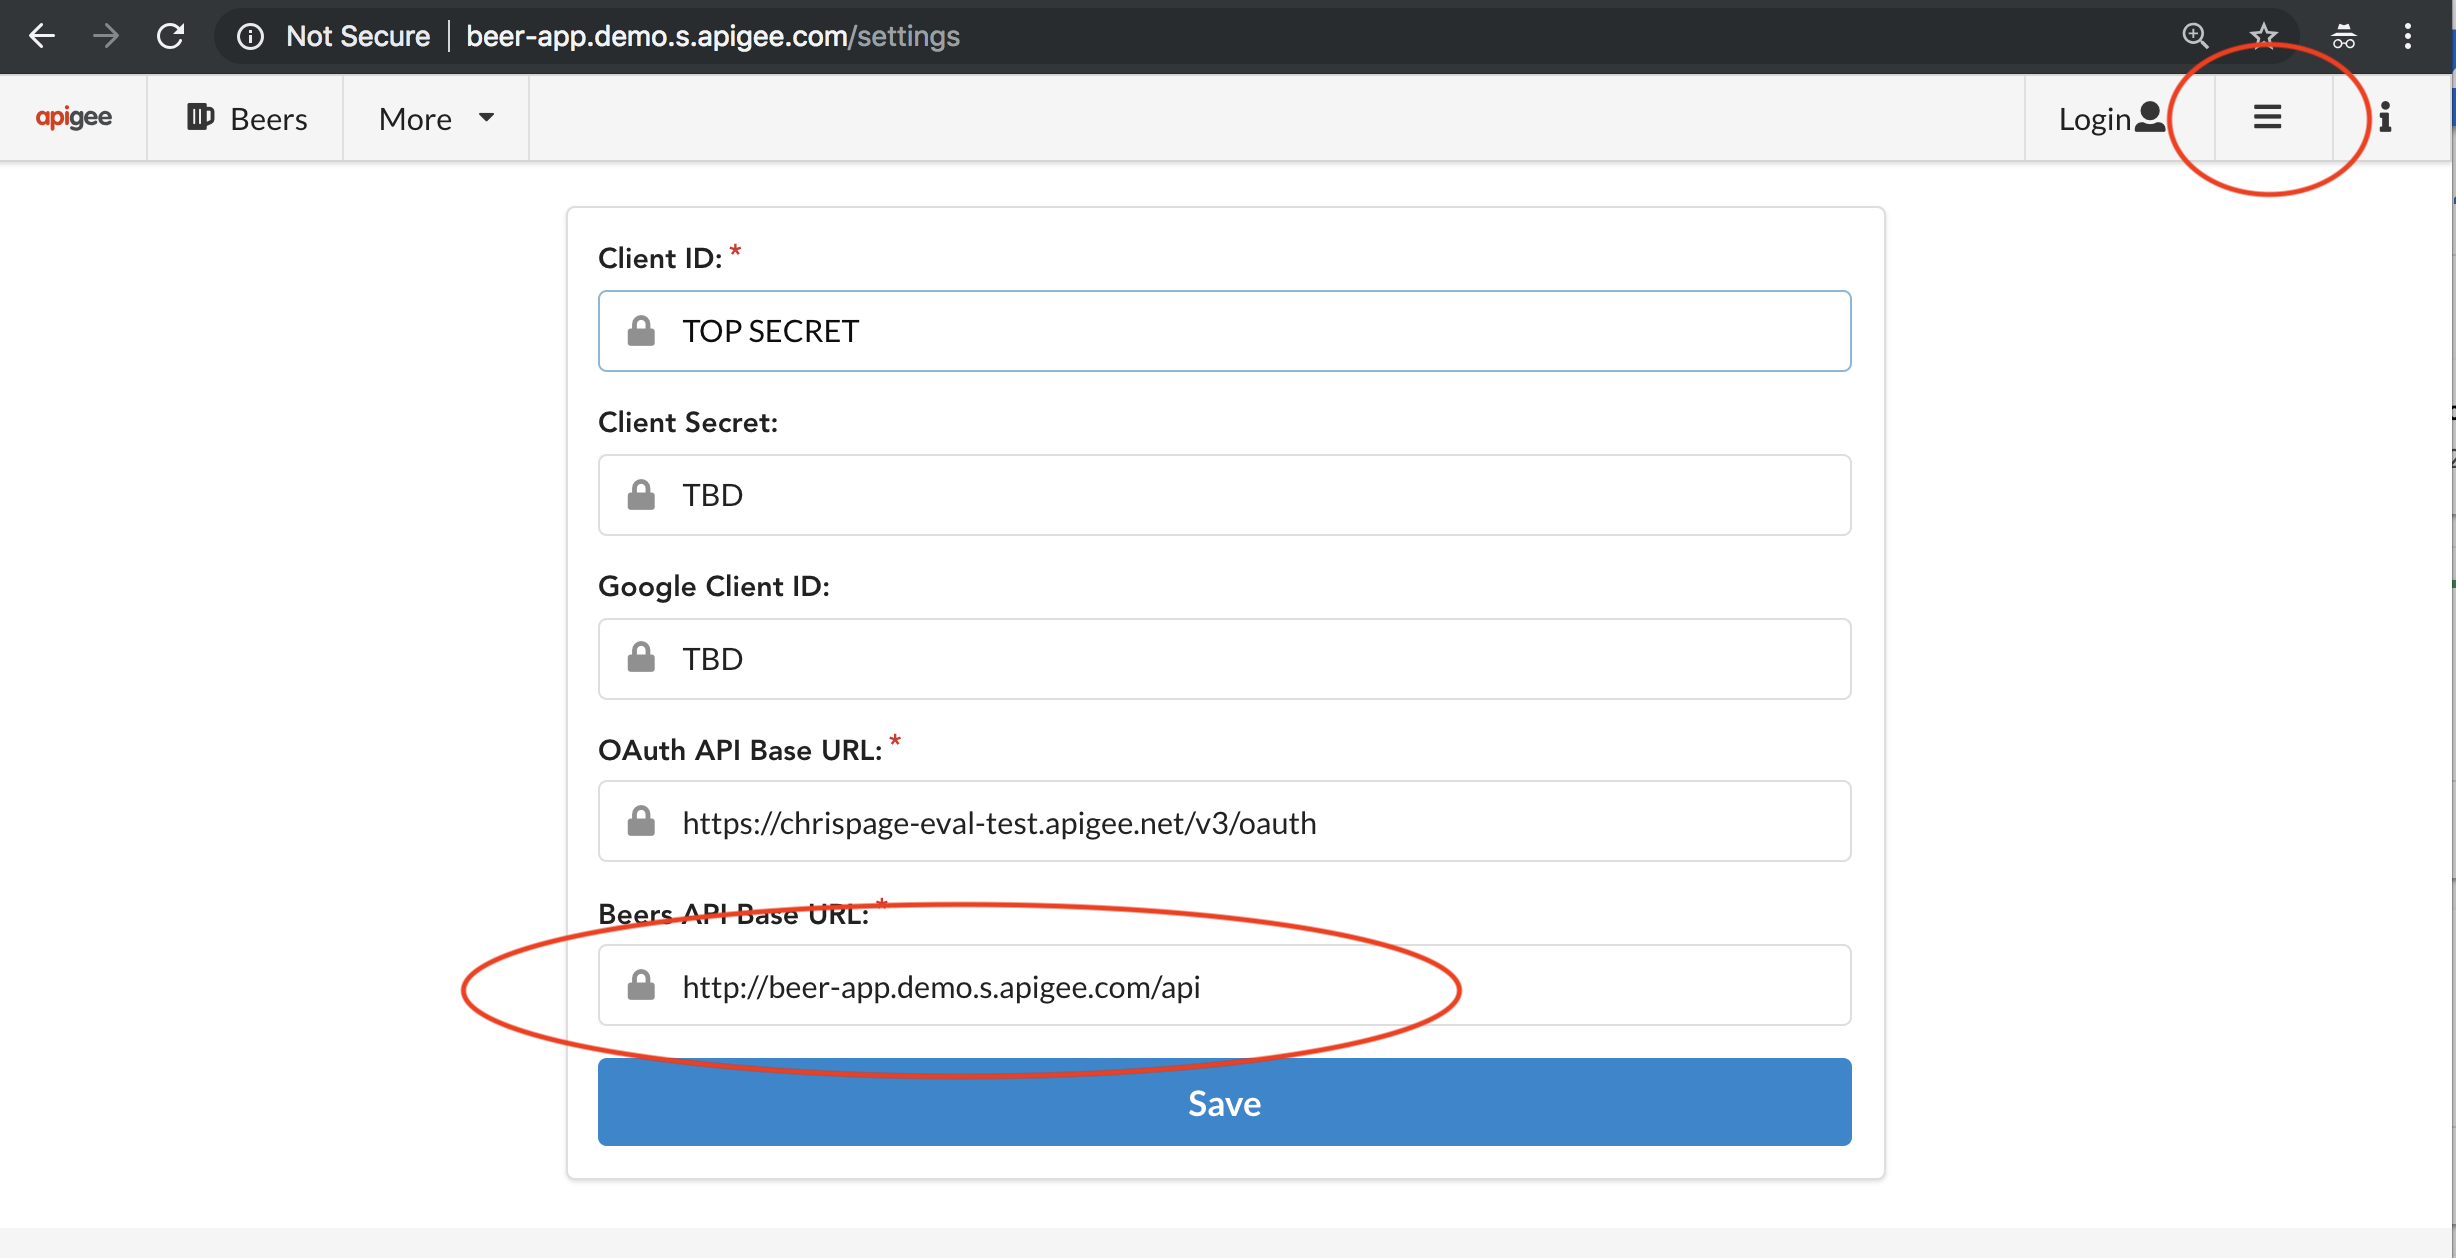 Not Secure | beer-app.demo.s.apigee.com/settings
apigee Beers More Login
Client ID: *
TOP SECRET
Client Secret:
TBD
Google Client ID:
TBD
OAuth API Base URL: *
https://chrispage-eval-test.apigee.net/v3/oauth
Beers API Base URL: *
http://beer-app.demo.s.apigee.com/api
Save